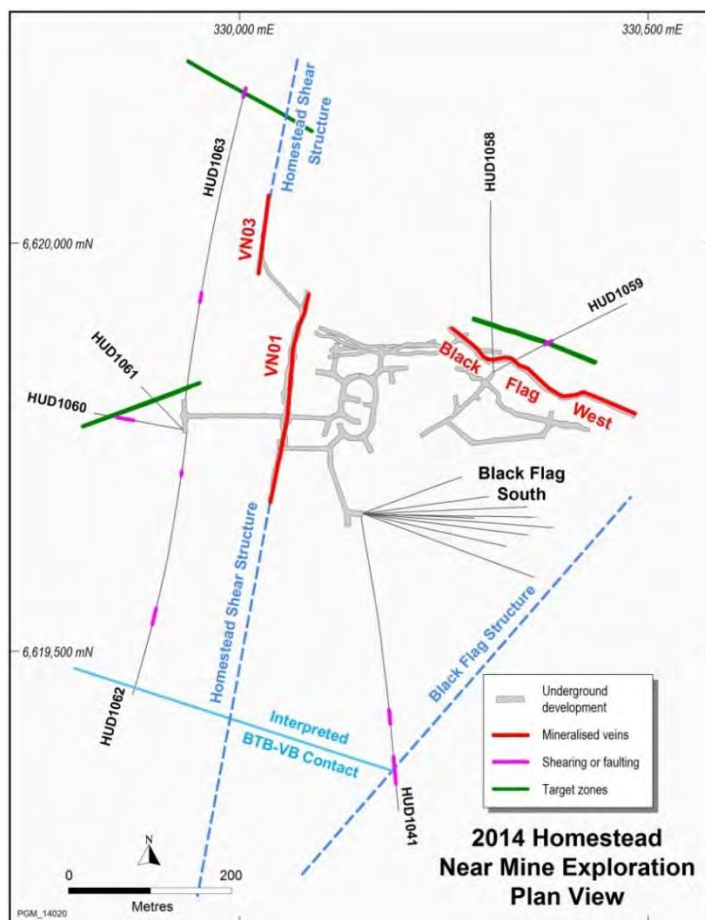 330,000 mE
330,500 mE
Homestead Shear
Structure
HUD1063
HUD1058
VN03
6,620,000 mN
HUD1059
VN01
Black
Flag
West
HUD1061
HUD1060
Black Flag
South
Homestead Shear Structure
Black Flag Structure
6,619,500 mN
HUD1062
Interpreted
BTB-VB Contact
HUD1041
Underground
development
Mineralised veins
Shearing or faulting
Target zones
N
0
200
Metres
2014 Homestead
Near Mine Exploration
Plan View
PGM_14020